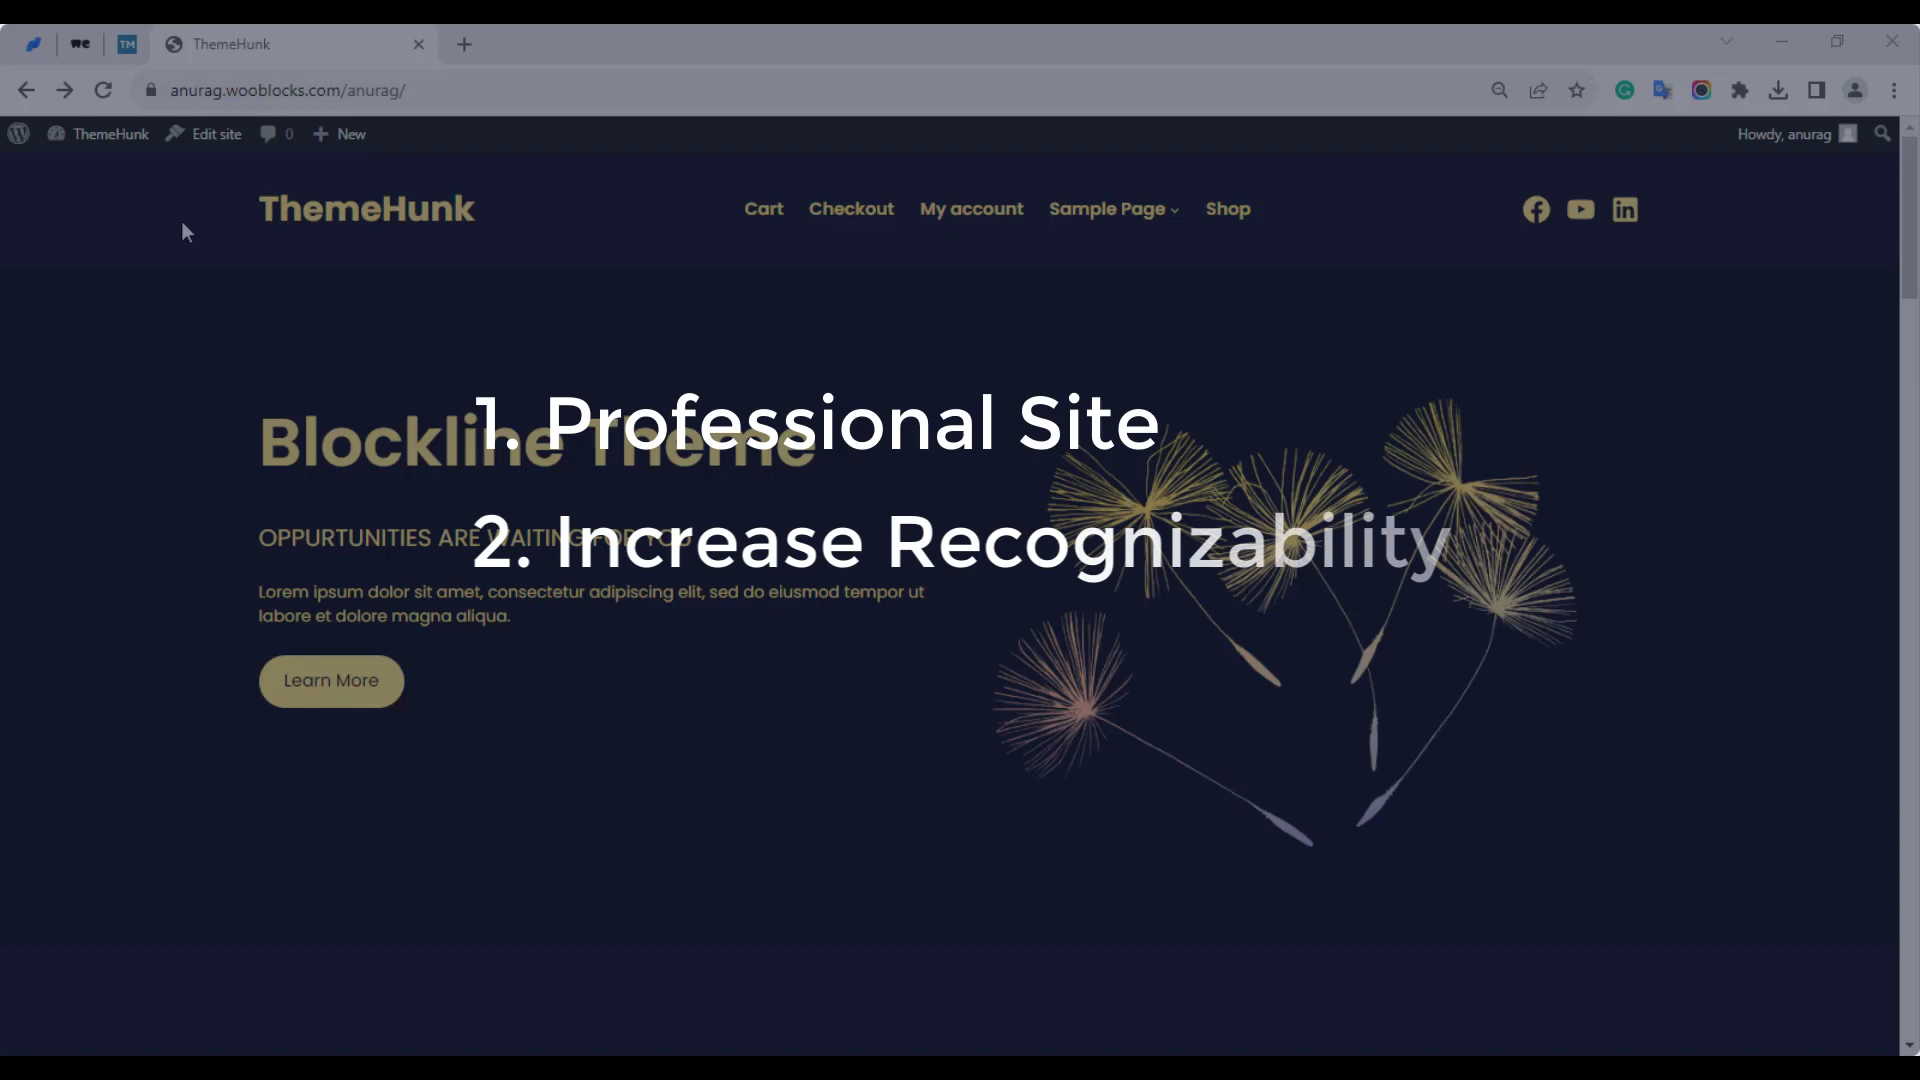 we
TM
ThemeHunk
anurag.wooblocks.com/anurag/
ThemeHunk
Edit site
0
New
Howdy, anurag
ThemeHunk
Cart
Checkout
My account
Sample Page
Shop
Blockline Theme
1. Professional Site
OPPURTUNITIES ARE WAITING FOR YOU
2. Increase Recognizability
Lorem ipsum dolor sit amet, consectetur adipiscing elit, sed do eiusmod tempor ut
labore et dolore magna aliqua.
Learn More